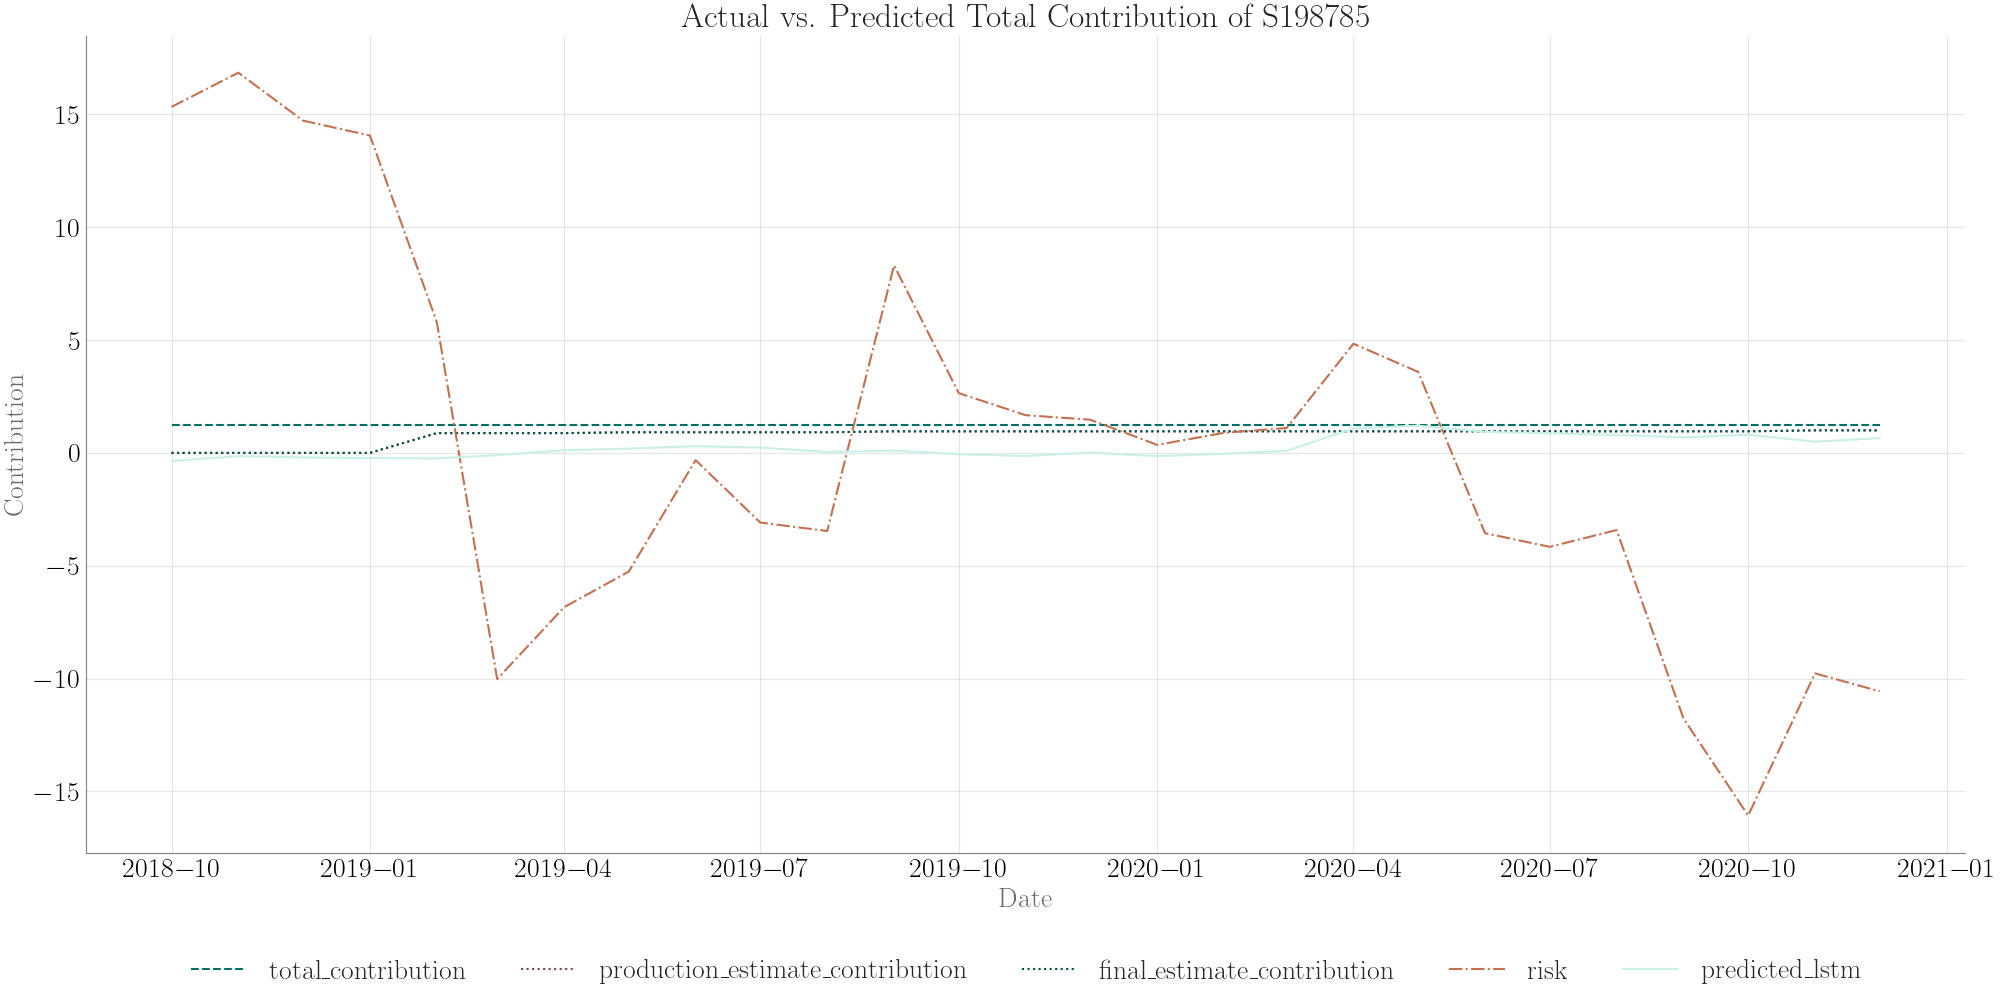 Actual vs. Predicted Total Contribution of S198785
Contribution
15
10
5
0
−5
−10
−15
2018−10 2019−01 2019−04 2019−07 2019−10 2020−01 2020−04 2020−07 2020−10 2021−01
Date
total_contribution production_estimate_contribution final_estimate_contribution risk predicted_lstm